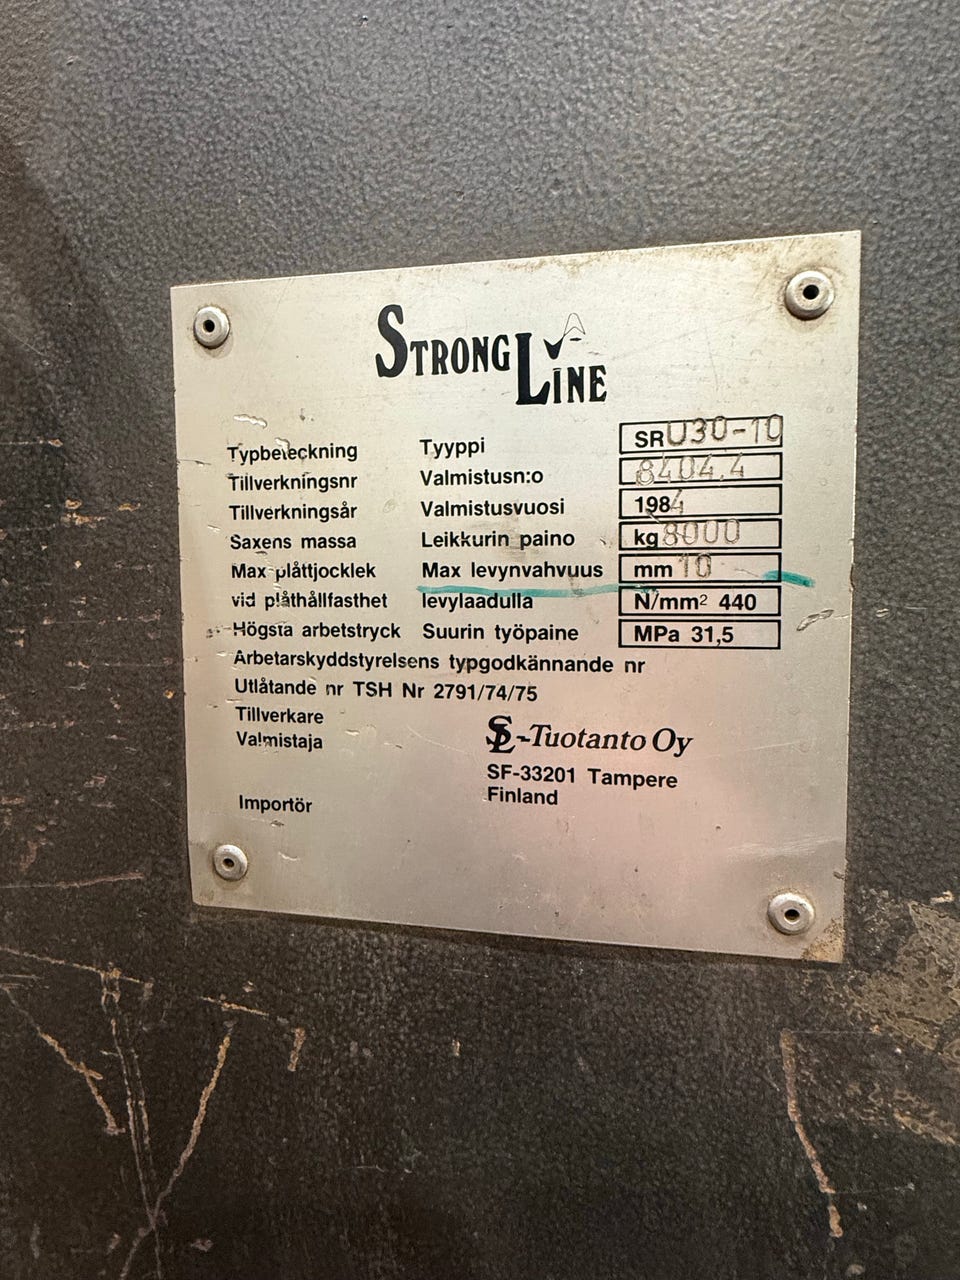 STRONG LINE
Typbeteckning Tyyppi SRU30-10
Tillverkningsnr Valmistusn:o 8404.4
Tillverkningsår Valmistusvuosi 1984
Saxens massa Leikkurin paino kg 8000
Max plåttjocklek Max levynvahvuus mm 10
vid plåthållfasthet levylaadulla N/mm² 440
Högsta arbetstryck Suurin työpaine MPa 31,5
Arbetarskyddstyrelsens typgodkännande nr
Utlåtande nr TSH Nr 2791/74/75
Tillverkare
Valmistaja SL-Tuotanto Oy
SF-33201 Tampere
Finland
Importör